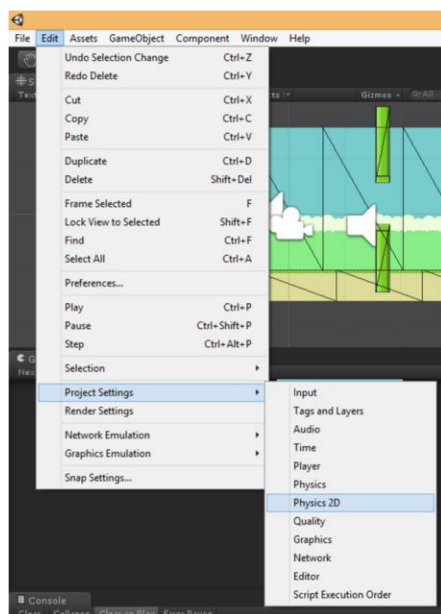 File Edit Assets GameObject Component Window Help
Undo Selection Change Ctrl+Z
Redo Delete Ctrl+Y
Cut Ctrl+X
Copy Ctrl+C
Paste Ctrl+V
Duplicate Ctrl+D
Delete Shift+Del
Frame Selected F
Lock View to Selected Shift+F
Find Ctrl+F
Select All Ctrl+A
Preferences...
Play Ctrl+P
Pause Ctrl+Shift+P
Step Ctrl+Alt+P
Selection
Project Settings
Render Settings
Network Emulation
Graphics Emulation
Snap Settings...
Gizmos
Input
Tags and Layers
Audio
Time
Player
Physics
Physics 2D
Quality
Graphics
Network
Editor
Script Execution Order
Console
Clear Collapse Clear on Play Error Pause